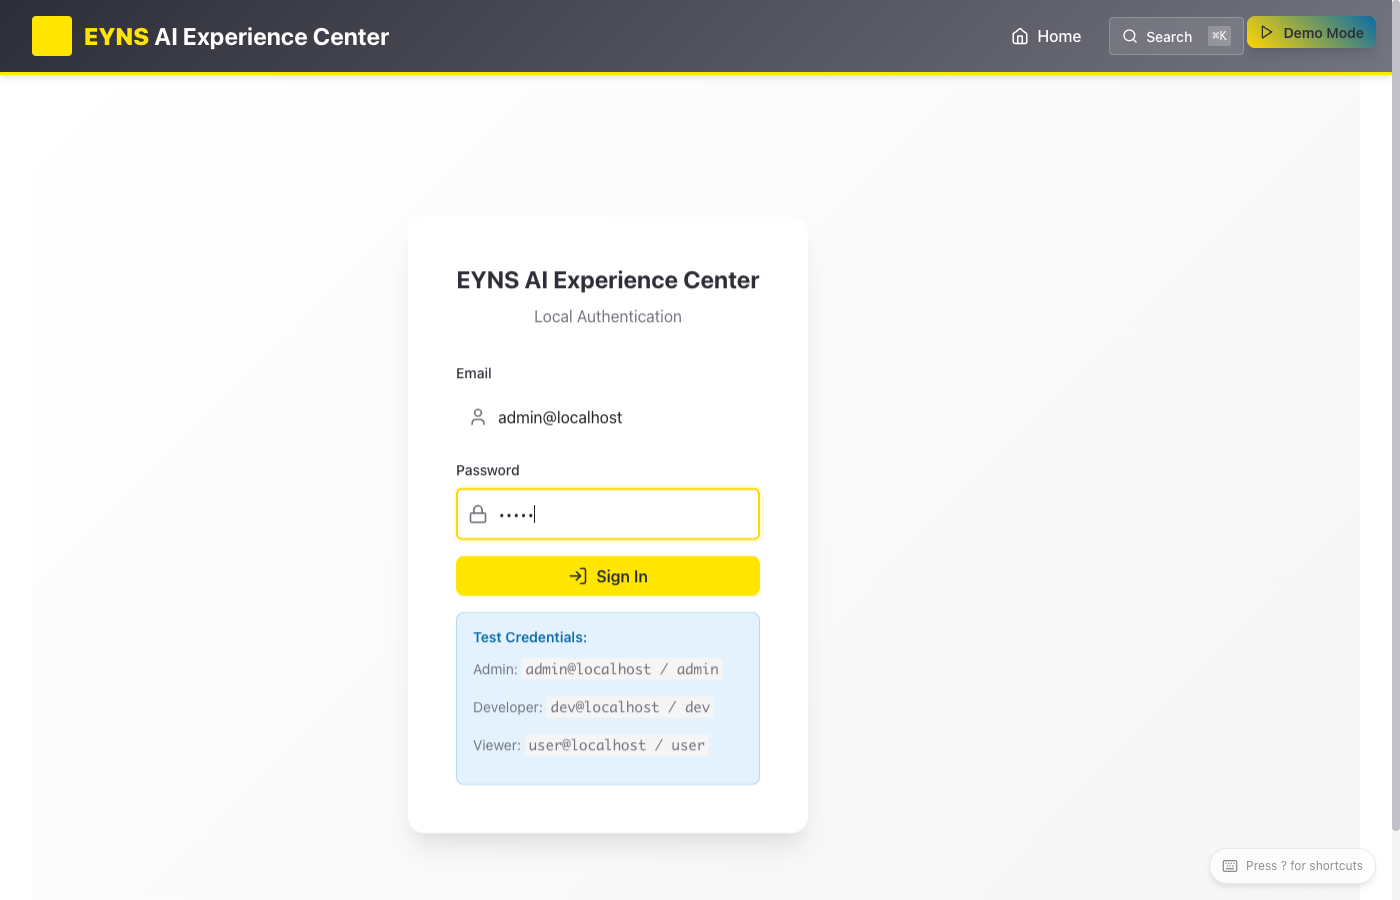 EYNS AI Experience Center
Home
Search ⌘K
Demo Mode
EYNS AI Experience Center
Local Authentication
Email
admin@localhost
Password
•••••
Sign In
Test Credentials:
Admin: admin@localhost / admin
Developer: dev@localhost / dev
Viewer: user@localhost / user
Press ? for shortcuts